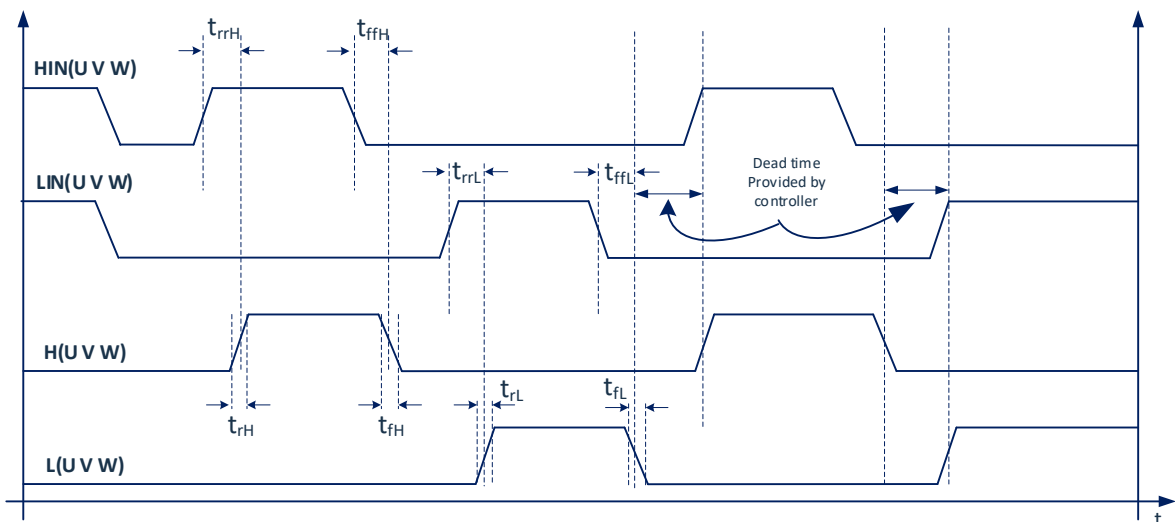 t_rrH
t_ffH
HIN(U V W)
t_rrL
t_ffL
Dead time
Provided by
controller
LIN(U V W)
H(U V W)
t_rH
t_fH
t_rL
t_fL
L(U V W)
t